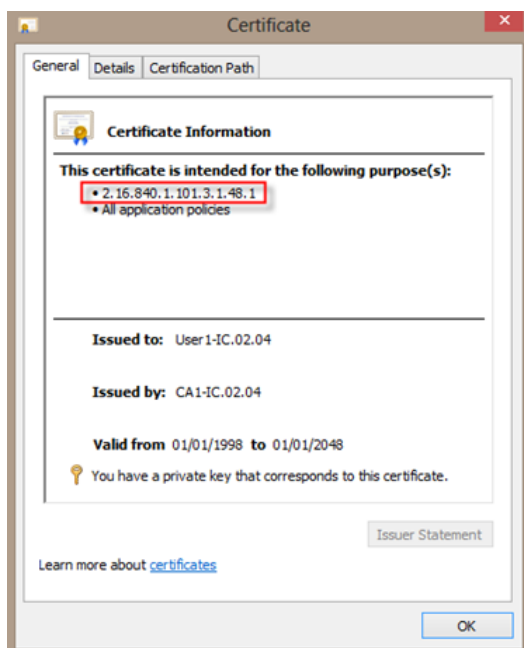 Certificate
General Details Certification Path
Certificate Information
This certificate is intended for the following purpose(s):
• 2.16.840.1.101.3.1.48.1
• All application policies
Issued to: User1-IC.02.04
Issued by: CA1-IC.02.04
Valid from 01/01/1998 to 01/01/2048
You have a private key that corresponds to this certificate.
Issuer Statement
Learn more about certificates
OK